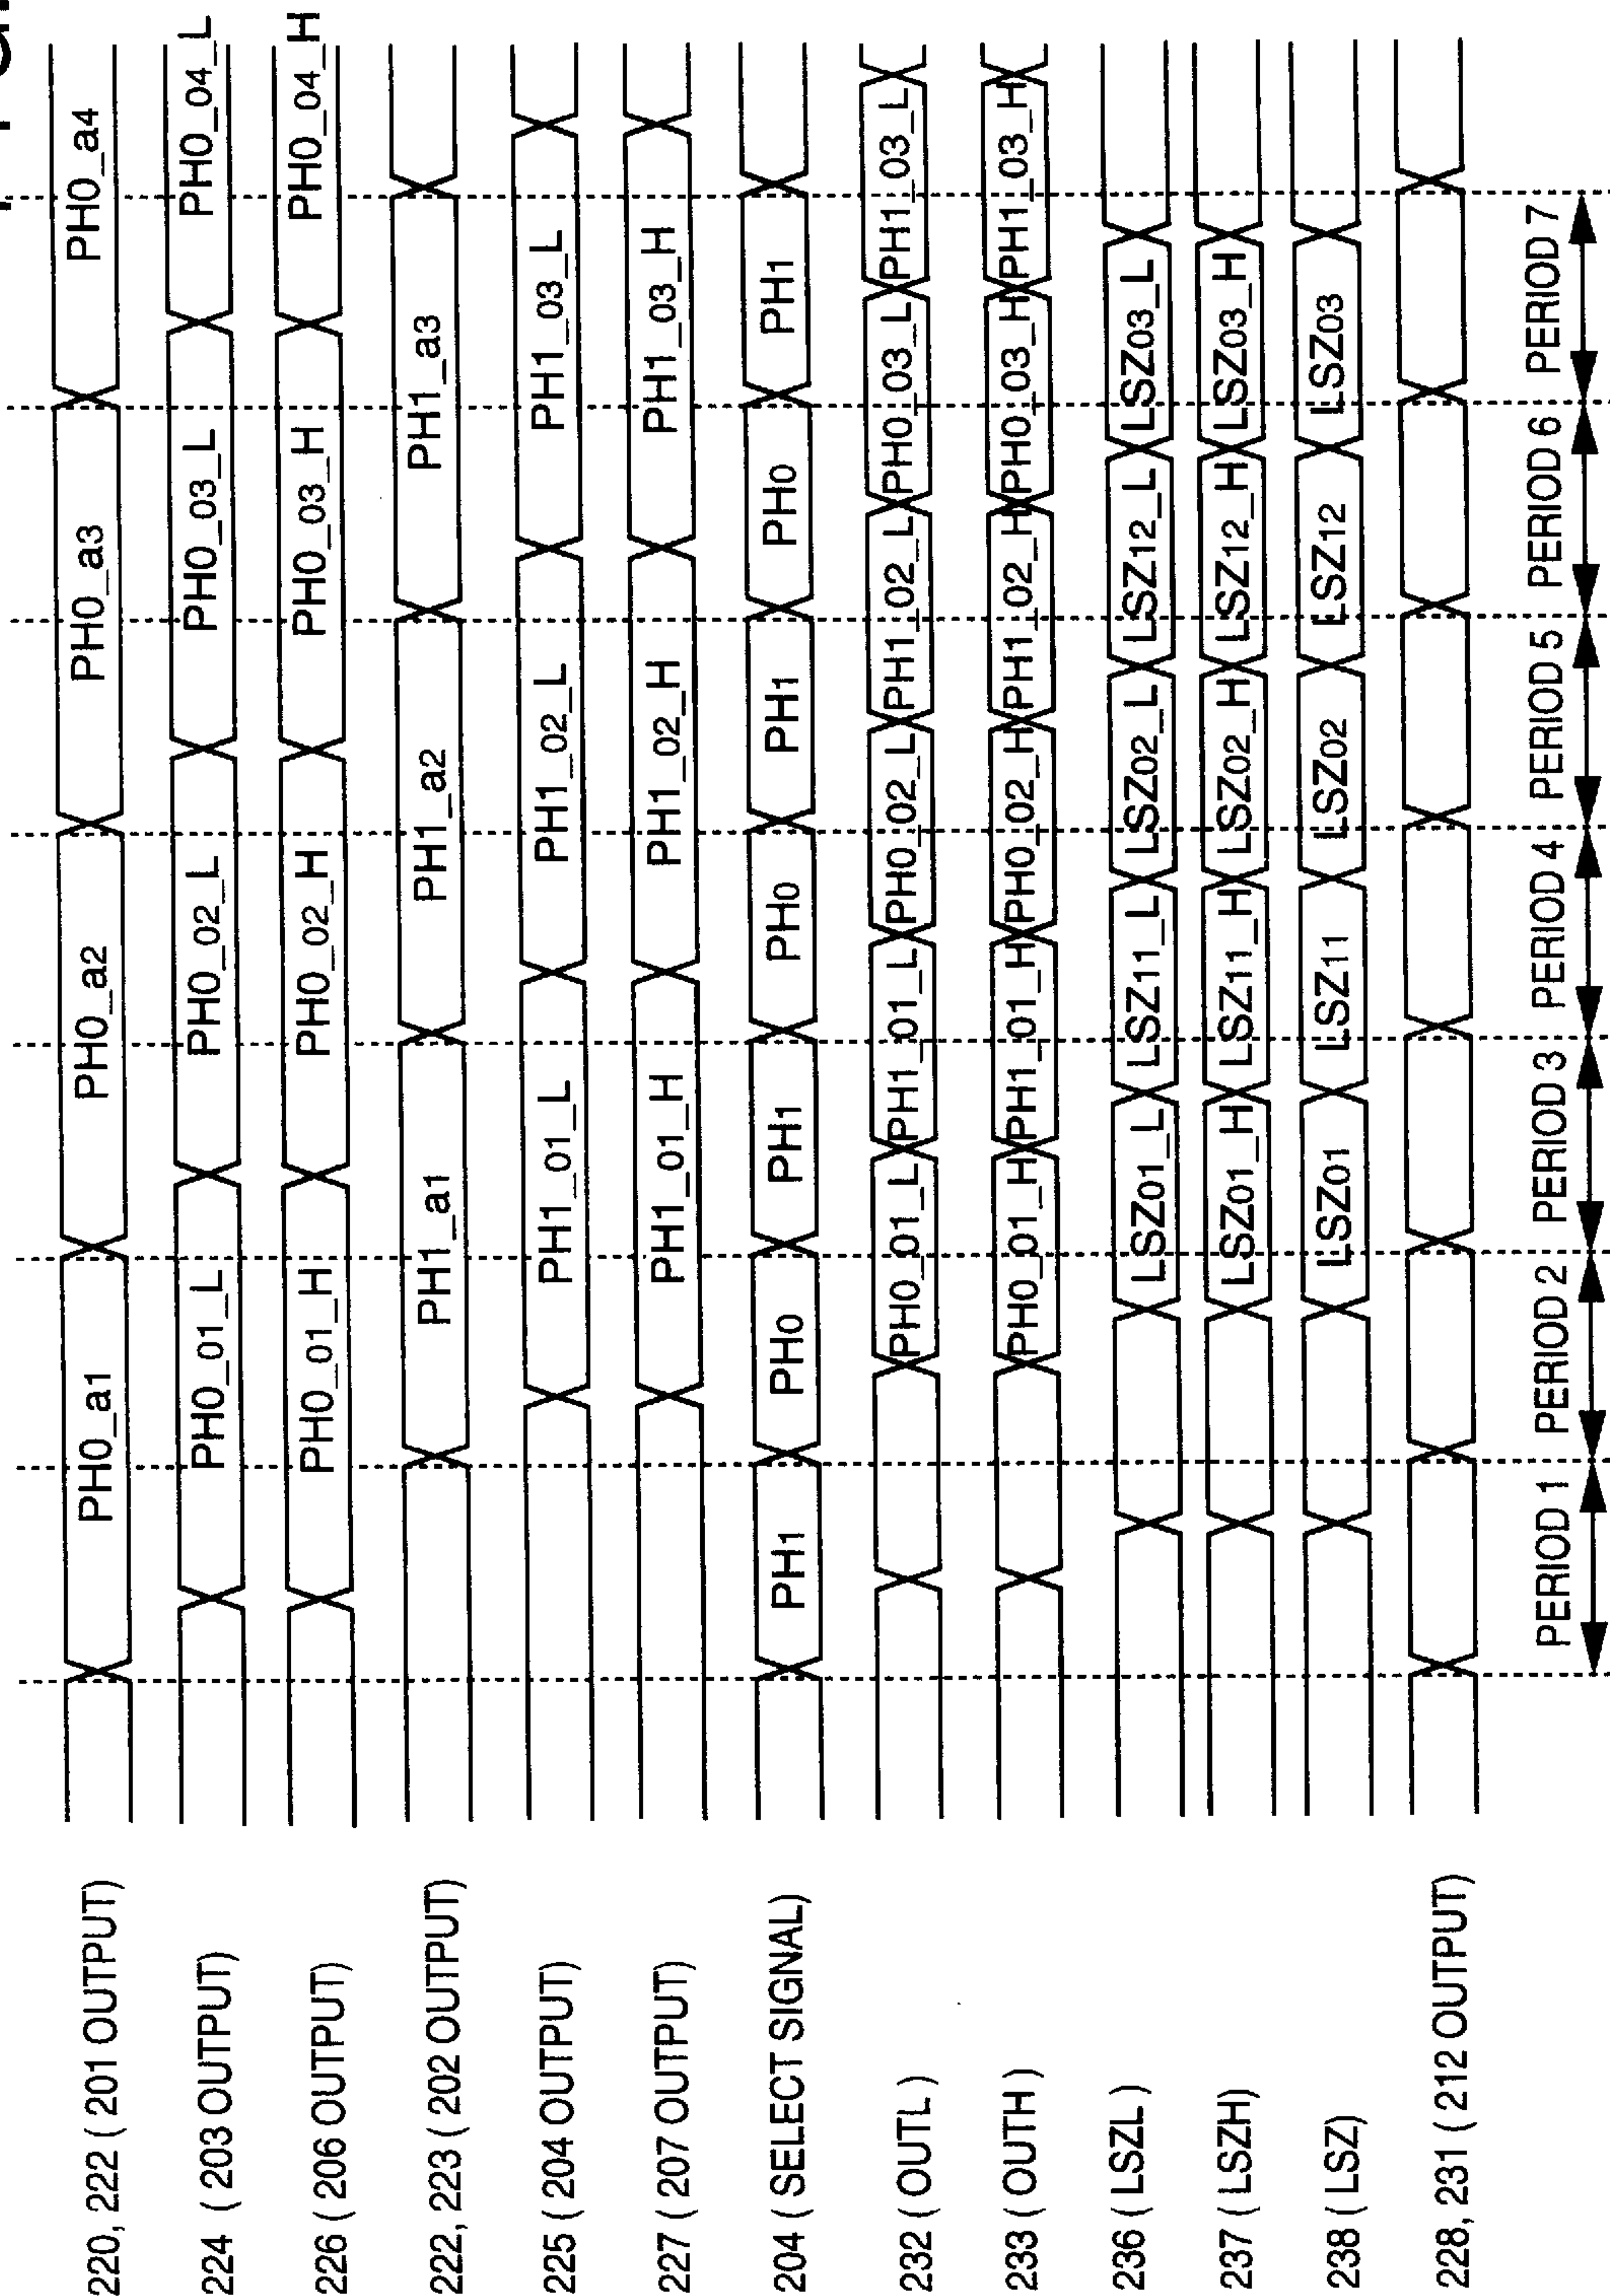 220, 222 ( 201 OUTPUT) PH0_a1 PH0_a2 PH0_a3 PH0_a4
224 ( 203 OUTPUT) PH0_01_L PH0_02_L PH0_03_L PH0_04_L
226 ( 206 OUTPUT) PH0_01_H PH0_02_H PH0_03_H PH0_04_H
222, 223 ( 202 OUTPUT) PH1_a1 PH1_a2 PH1_a3
225 ( 204 OUTPUT) PH1_01_L PH1_02_L PH1_03_L
227 ( 207 OUTPUT) PH1_01_H PH1_02_H PH1_03_H
204 ( SELECT SIGNAL) PH1 PH0 PH1 PH0 PH1 PH0 PH1
232 ( OUTL ) PH0_01_L PH1_01_L PH0_02_L PH1_02_L PH0_03_L PH1_03_L
233 ( OUTH ) PH0_01_H PH1_01_H PH0_02_H PH1_02_H PH0_03_H PH1_03_H
236 ( LSZL ) LSZ01_L LSZ11_L LSZ02_L LSZ12_L LSZ03_L
237 ( LSZH) LSZ01_H LSZ11_H LSZ02_H LSZ12_H LSZ03_H
238 ( LSZ) LSZ01 LSZ11 LSZ02 LSZ12 LSZ03
228, 231 ( 212 OUTPUT)
PERIOD 1 PERIOD 2 PERIOD 3 PERIOD 4 PERIOD 5 PERIOD 6 PERIOD 7